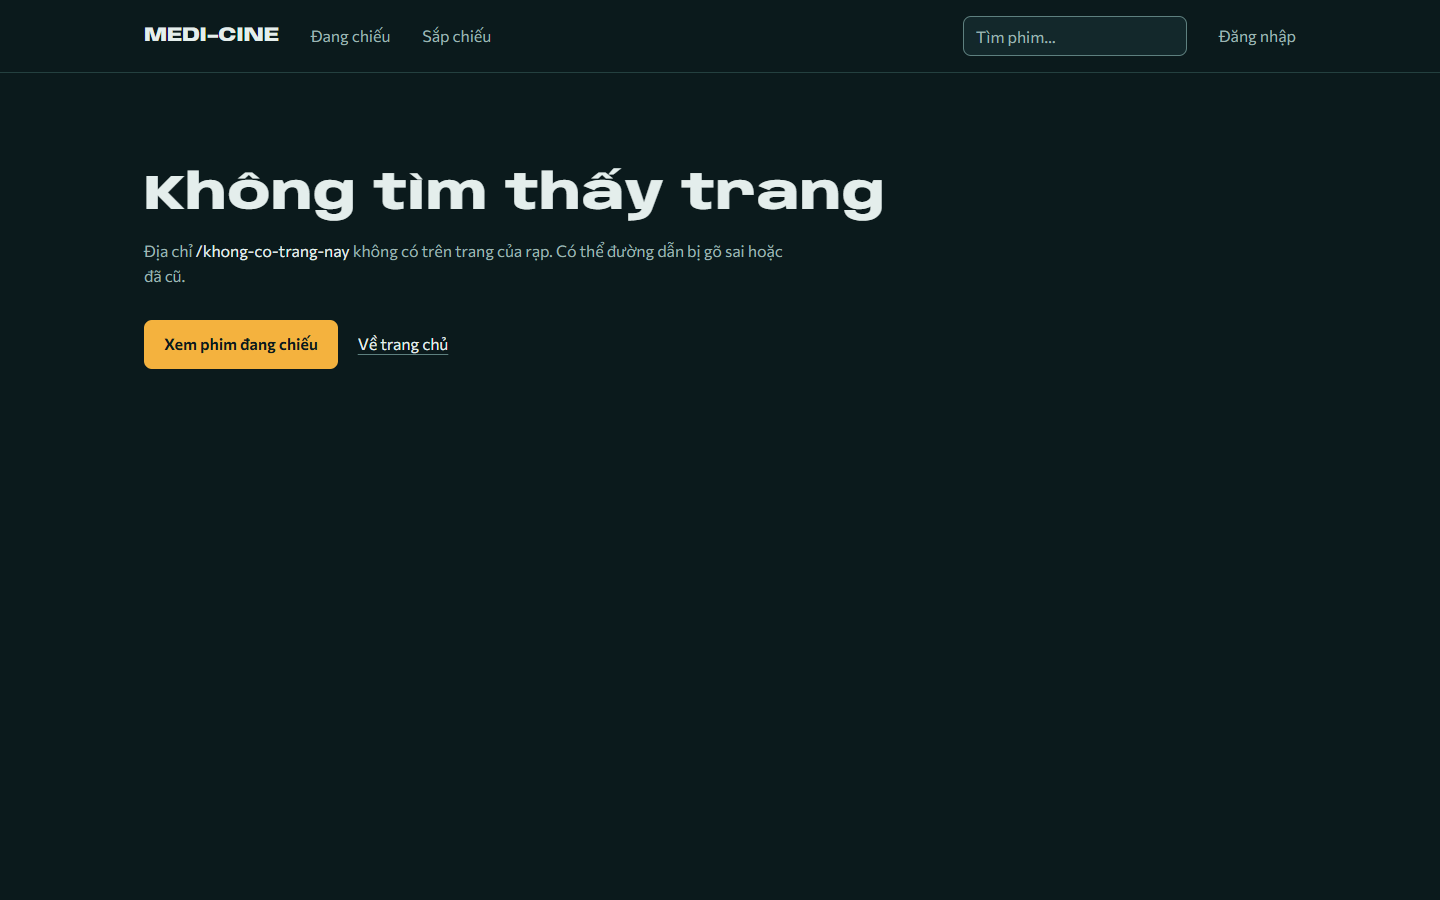 MEDI-CINE
Đang chiếu
Sắp chiếu
Tìm phim...
Đăng nhập
Không tìm thấy trang
Địa chỉ /khong-co-trang-nay không có trên trang của rạp. Có thể đường dẫn bị gõ sai hoặc
đã cũ.
Xem phim đang chiếu
Về trang chủ